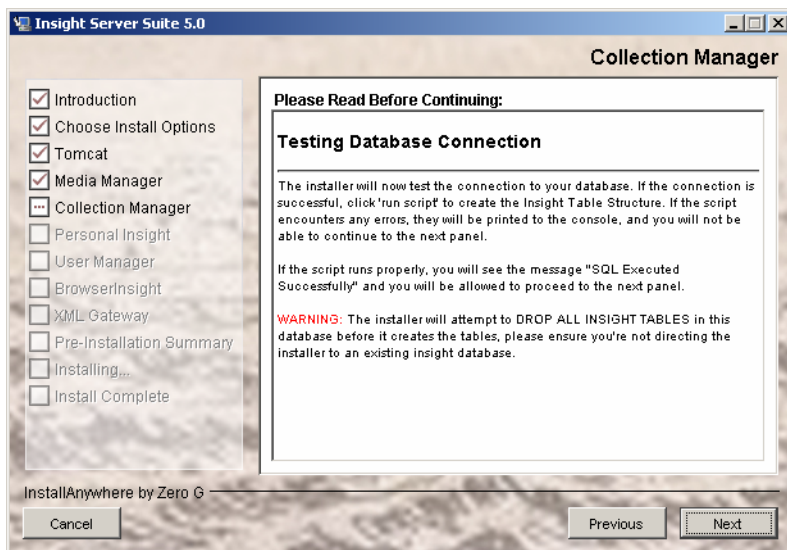 Insight Server Suite 5.0
Collection Manager
Introduction
Choose Install Options
Tomcat
Media Manager
Collection Manager
Personal Insight
User Manager
BrowserInsight
XML Gateway
Pre-Installation Summary
Installing...
Install Complete
Please Read Before Continuing:
Testing Database Connection
The installer will now test the connection to your database. If the connection is
successful, click 'run script' to create the Insight Table Structure. If the script
encounters any errors, they will be printed to the console, and you will not be
able to continue to the next panel.
If the script runs properly, you will see the message "SQL Executed
Successfully" and you will be allowed to proceed to the next panel.
WARNING: The installer will attempt to DROP ALL INSIGHT TABLES in this
database before it creates the tables, please ensure you're not directing the
installer to an existing insight database.
InstallAnywhere by Zero G
Cancel
Previous
Next